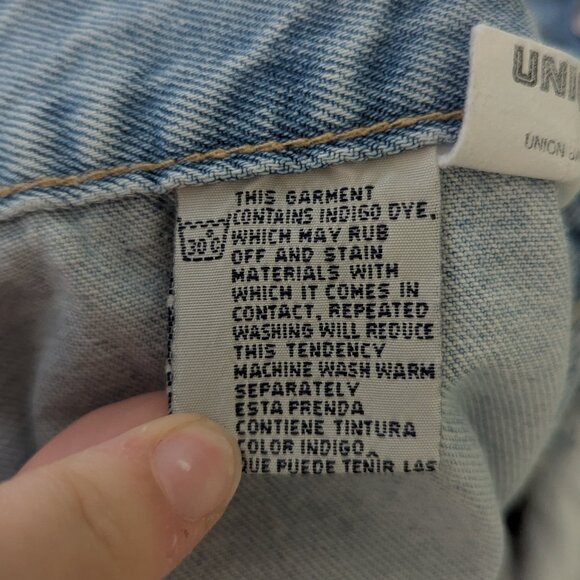 UNI
UNION
THIS GARMENT
CONTAINS INDIGO DYE,
30 C
WHICH MAY RUB
OFF AND STAIN
MATERIALS WITH
WHICH IT COMES IN
CONTACT, REPEATED
WASHING WILL REDUCE
THIS TENDENCY
MACHINE WASH WARM
SEPARATELY
ESTA PRENDA
CONTIENE TINTURA
COLOR INDIGO,
QUE PUEDE TENIR LAS